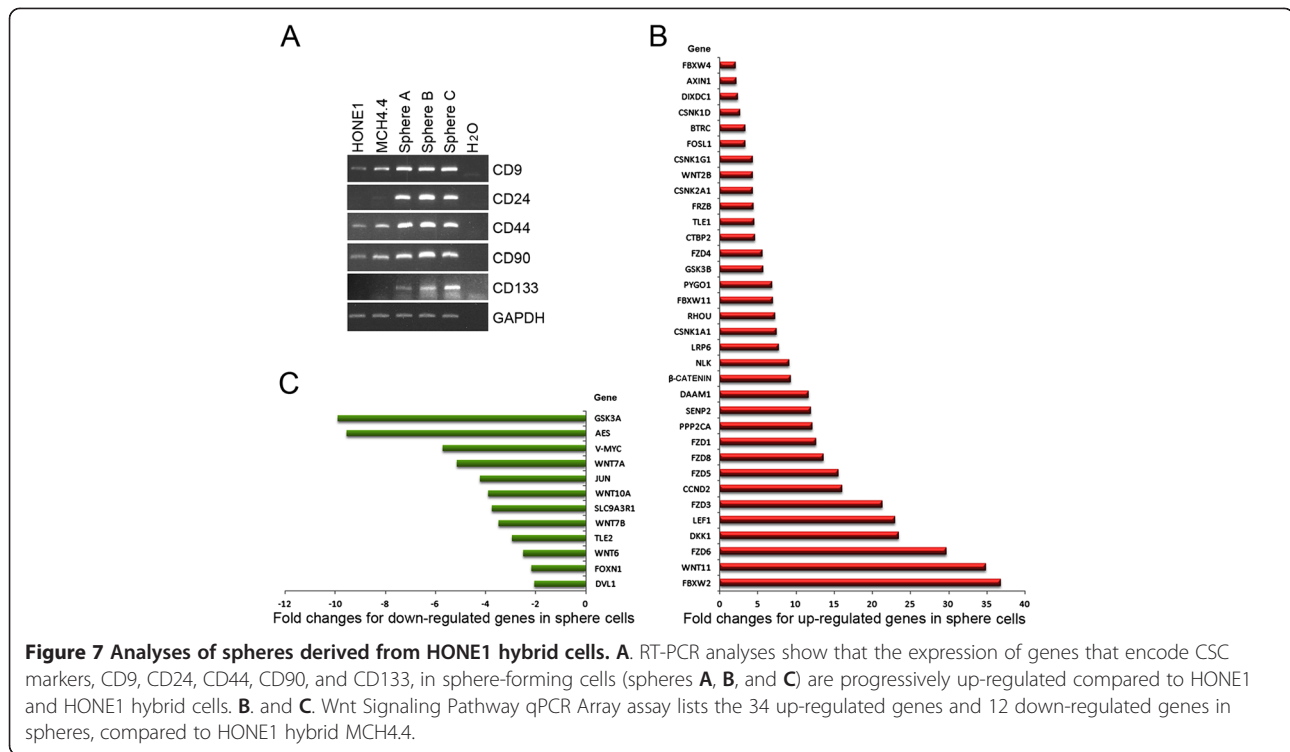 A
HONE1
MCH4.4
Sphere A
Sphere B
Sphere C
H2O
CD9
CD24
CD44
CD90
CD133
GAPDH
B
Gene
FBXW4
AXIN1
DIXDC1
CSNK1D
BTRC
FOSL1
CSNK1G1
WNT2B
CSNK2A1
FRZB
TLE1
CTBP2
FZD4
GSK3B
PYGO1
FBXW11
RHOU
CSNK1A1
LRP6
NLK
β-CATENIN
DAAM1
SENP2
PPP2CA
FZD1
FZD8
FZD5
CCND2
FZD3
LEF1
DKK1
FZD6
WNT11
FBXW2
0 5 10 15 20 25 30 35 40
Fold changes for up-regulated genes in sphere cells
C
Gene
GSK3A
AES
V-MYC
WNT7A
JUN
WNT10A
SLC9A3R1
WNT7B
TLE2
WNT6
FOXN1
DVL1
-12 -10 -8 -6 -4 -2 0
Fold changes for down-regulated genes in sphere cells
Figure 7 Analyses of spheres derived from HONE1 hybrid cells. A. RT-PCR analyses show that the expression of genes that encode CSC
markers, CD9, CD24, CD44, CD90, and CD133, in sphere-forming cells (spheres A, B, and C) are progressively up-regulated compared to HONE1
and HONE1 hybrid cells. B. and C. Wnt Signaling Pathway qPCR Array assay lists the 34 up-regulated genes and 12 down-regulated genes in
spheres, compared to HONE1 hybrid MCH4.4.